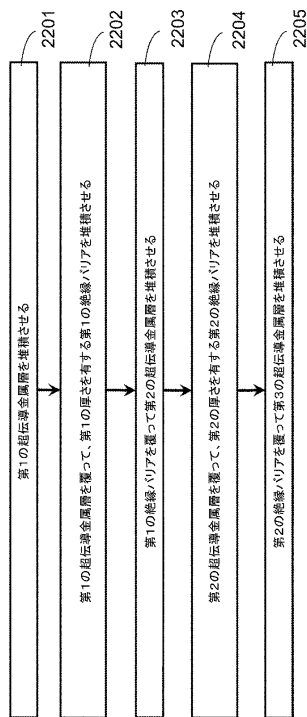 2201
第1の超伝導金属層を堆積させる
2202
第1の超伝導金属層を覆って、第1の厚さを有する第1の絶縁バリアを堆積させる
2203
第1の絶縁バリアを覆って第2の超伝導金属層を堆積させる
2204
第2の超伝導金属層を覆って、第2の厚さを有する第2の絶縁バリアを堆積させる
2205
第2の絶縁バリアを覆って第3の超伝導金属層を堆積させる